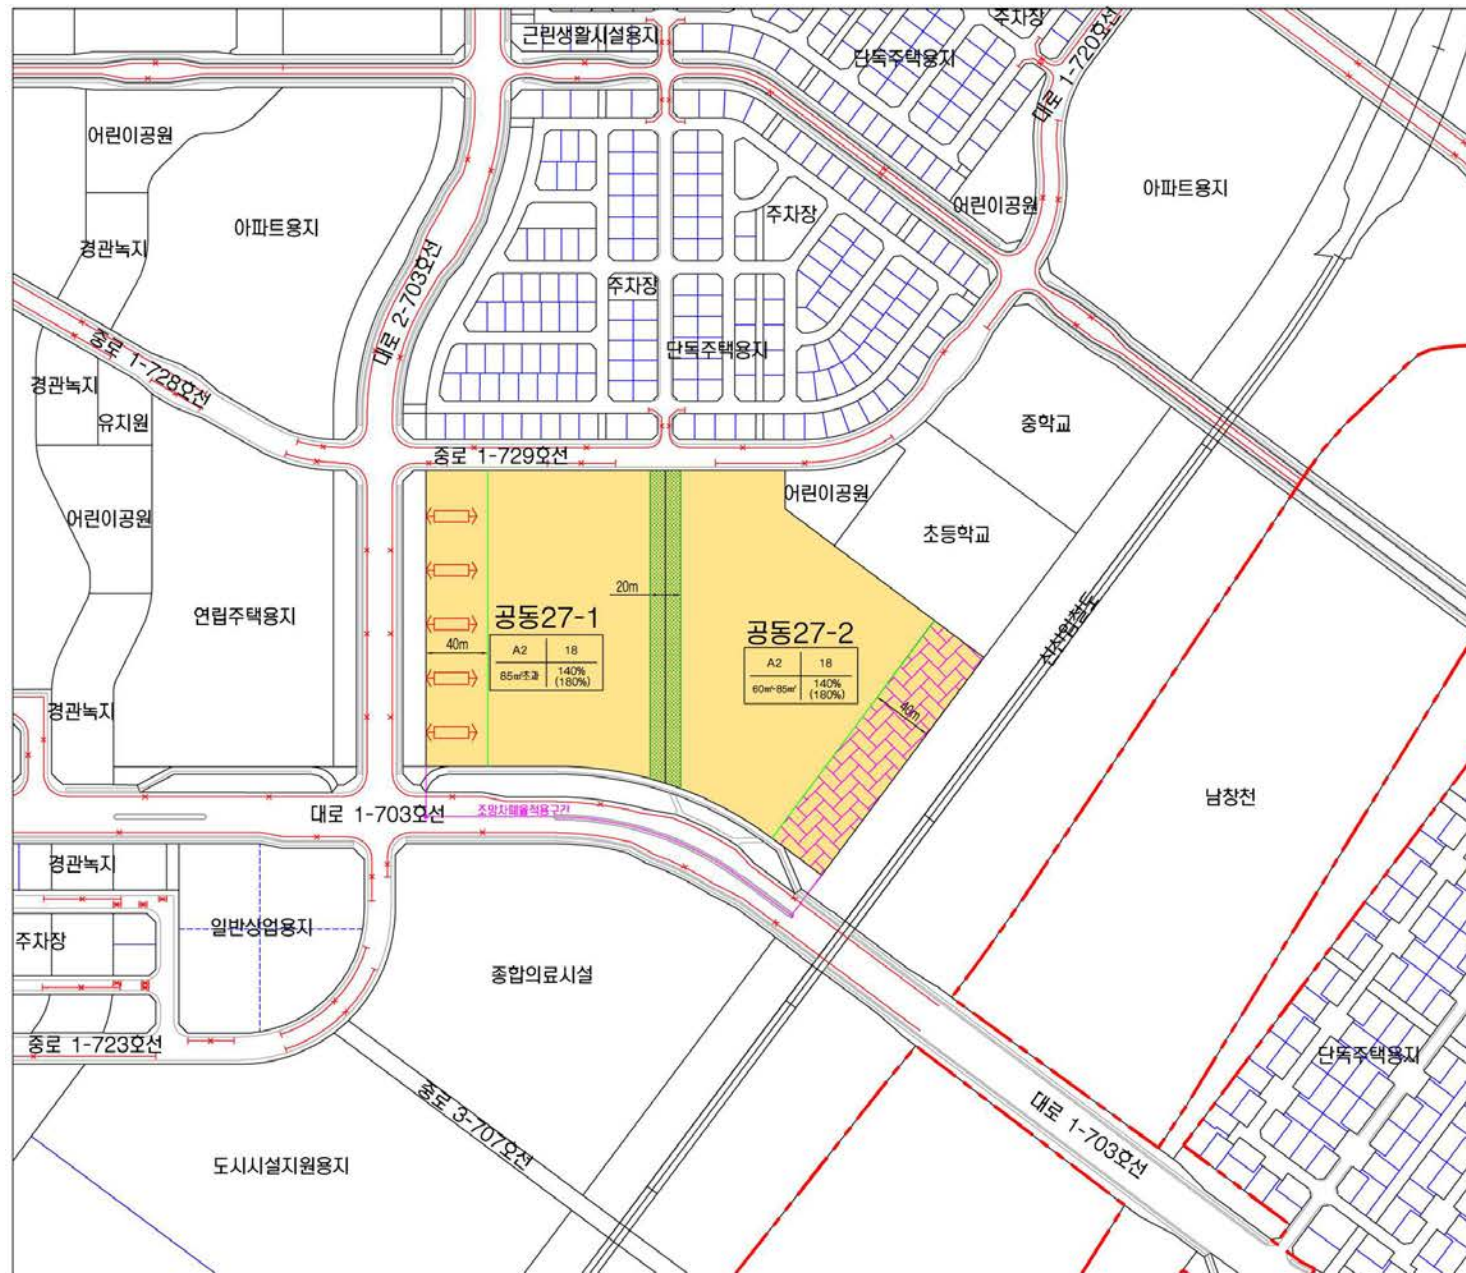 근린생활시설용지
주차장
단독주택용지
대로 1-720호선
어린이공원
아파트용지
경관녹지
아파트용지
대로 2-703호선
주차장
어린이공원
주차장
단독주택용지
중로 1-728호선
경관녹지
유치원
중학교
중로 1-729호선
어린이공원
어린이공원
초등학교
연립주택용지
20m
공동27-1
40m
A2 18
85㎡초과 140%
(180%)
공동27-2
A2 18
60㎡-85㎡ 140%
(180%)
40m
경관녹지
남창천
대로 1-703호선
조망차폐율적용구간
경관녹지
주차장
일반상업용지
종합의료시설
중로 1-723호선
중로 3-707호선
도시시설지원용지
대로 1-703호선
단독주택용지